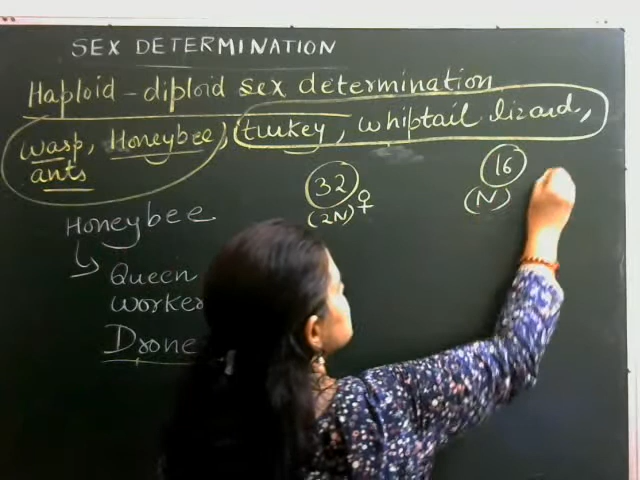 SEX DETERMINATION
Haploid - diploid sex determination
wasp, Honeybee, turkey, whiptail lizard,
ants
32
(2N) ♀
16
(N)
Honeybee
Queen
worker
Drone